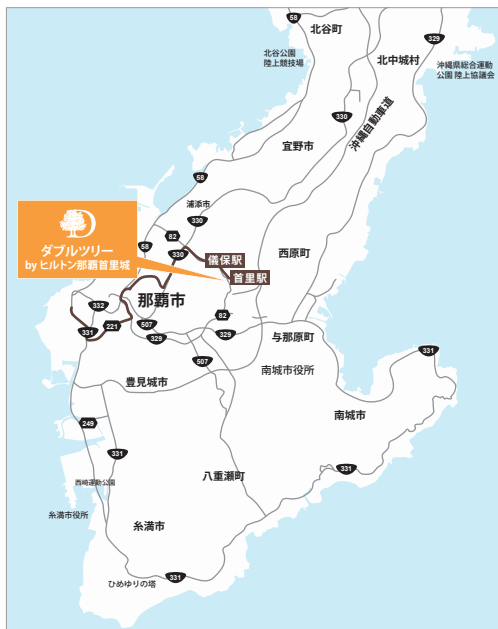 58
北谷町
329
北谷公園
陸上競技場
北中城村
沖縄県総合運動
公園 陸上協議会
330
沖縄自動車道
宜野市
58
浦添市
330
82
58
330
西原町
D
ダブルツリー
by ヒルトン那覇首里城
儀保駅
首里駅
那覇市
332
82
331
221
507
329
329
与那原町
507
331
南城市役所
豊見城市
南城市
249
331
331
西崎運動公園
八重瀬町
糸満市役所
糸満市
331
ひめゆりの塔